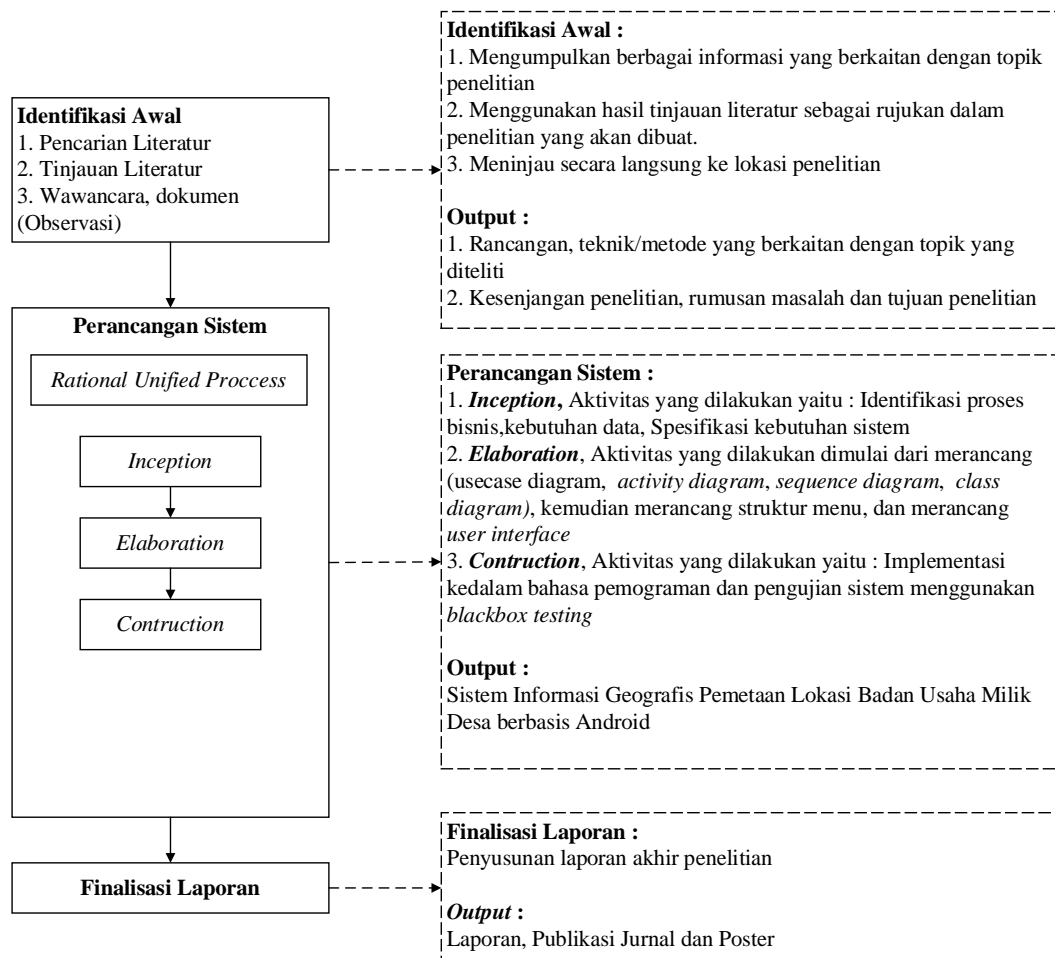 Identifikasi Awal
1. Pencarian Literatur
2. Tinjauan Literatur
3. Wawancara, dokumen
(Observasi)
Identifikasi Awal :
1. Mengumpulkan berbagai informasi yang berkaitan dengan topik
penelitian
2. Menggunakan hasil tinjauan literatur sebagai rujukan dalam
penelitian yang akan dibuat.
3. Meninjau secara langsung ke lokasi penelitian
Output :
1. Rancangan, teknik/metode yang berkaitan dengan topik yang
diteliti
2. Kesenjangan penelitian, rumusan masalah dan tujuan penelitian
Perancangan Sistem
Rational Unified Proccess
Inception
Elaboration
Contruction
Perancangan Sistem :
1. Inception, Aktivitas yang dilakukan yaitu : Identifikasi proses
bisnis,kebutuhan data, Spesifikasi kebutuhan sistem
2. Elaboration, Aktivitas yang dilakukan dimulai dari merancang
(usecase diagram, activity diagram, sequence diagram, class
diagram), kemudian merancang struktur menu, dan merancang
user interface
3. Contruction, Aktivitas yang dilakukan yaitu : Implementasi
kedalam bahasa pemograman dan pengujian sistem menggunakan
blackbox testing
Output :
Sistem Informasi Geografis Pemetaan Lokasi Badan Usaha Milik
Desa berbasis Android
Finalisasi Laporan
Finalisasi Laporan :
Penyusunan laporan akhir penelitian
Output :
Laporan, Publikasi Jurnal dan Poster